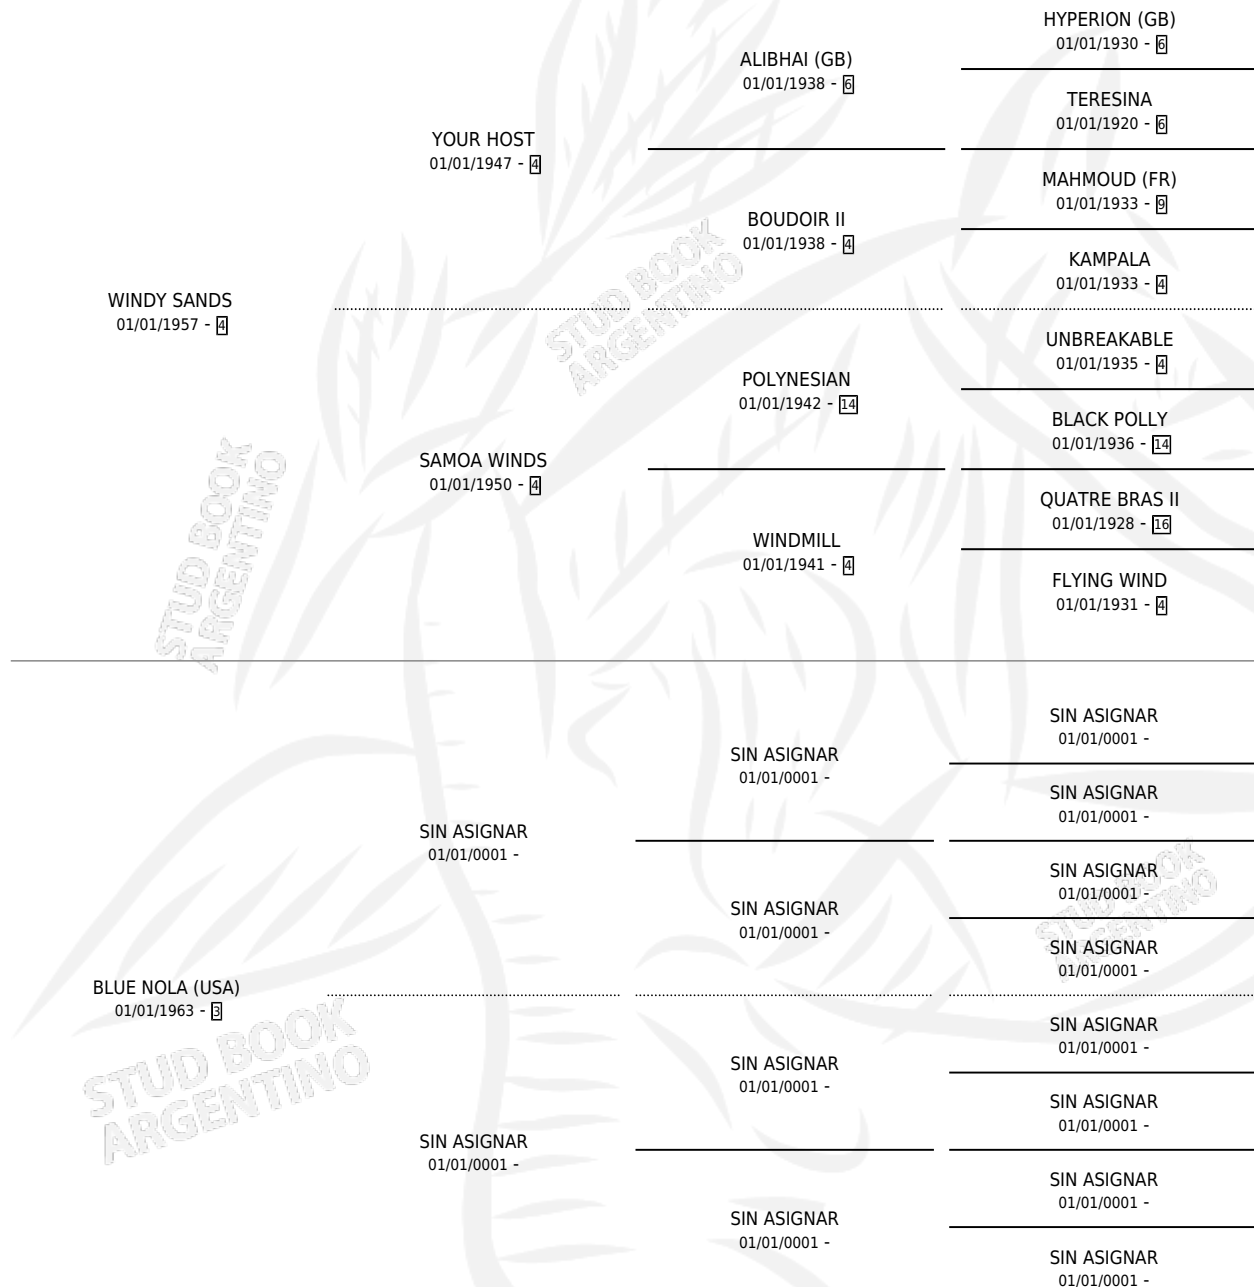 HYPERION (GB)
01/01/1930 - 6
ALIBHAI (GB)
01/01/1938 - 6
TERESINA
01/01/1920 - 6
YOUR HOST
01/01/1947 - 4
MAHMOUD (FR)
01/01/1933 - 9
BOUDOIR II
01/01/1938 - 4
KAMPALA
01/01/1933 - 4
WINDY SANDS
01/01/1957 - 4
UNBREAKABLE
01/01/1935 - 4
POLYNESIAN
01/01/1942 - 14
BLACK POLLY
01/01/1936 - 14
SAMOA WINDS
01/01/1950 - 4
QUATRE BRAS II
01/01/1928 - 16
WINDMILL
01/01/1941 - 4
FLYING WIND
01/01/1931 - 4
STUD BOOK
ARGENTINO
STUD BOOK
ARGENTINO
SIN ASIGNAR
01/01/0001 -
SIN ASIGNAR
01/01/0001 -
SIN ASIGNAR
01/01/0001 -
SIN ASIGNAR
01/01/0001 -
SIN ASIGNAR
01/01/0001 -
SIN ASIGNAR
01/01/0001 -
SIN ASIGNAR
01/01/0001 -
BLUE NOLA (USA)
01/01/1963 - 3
SIN ASIGNAR
01/01/0001 -
SIN ASIGNAR
01/01/0001 -
SIN ASIGNAR
01/01/0001 -
SIN ASIGNAR
01/01/0001 -
SIN ASIGNAR
01/01/0001 -
SIN ASIGNAR
01/01/0001 -
SIN ASIGNAR
01/01/0001 -
STUD BOOK
ARGENTINO
STUD BOOK
ARGENTINO